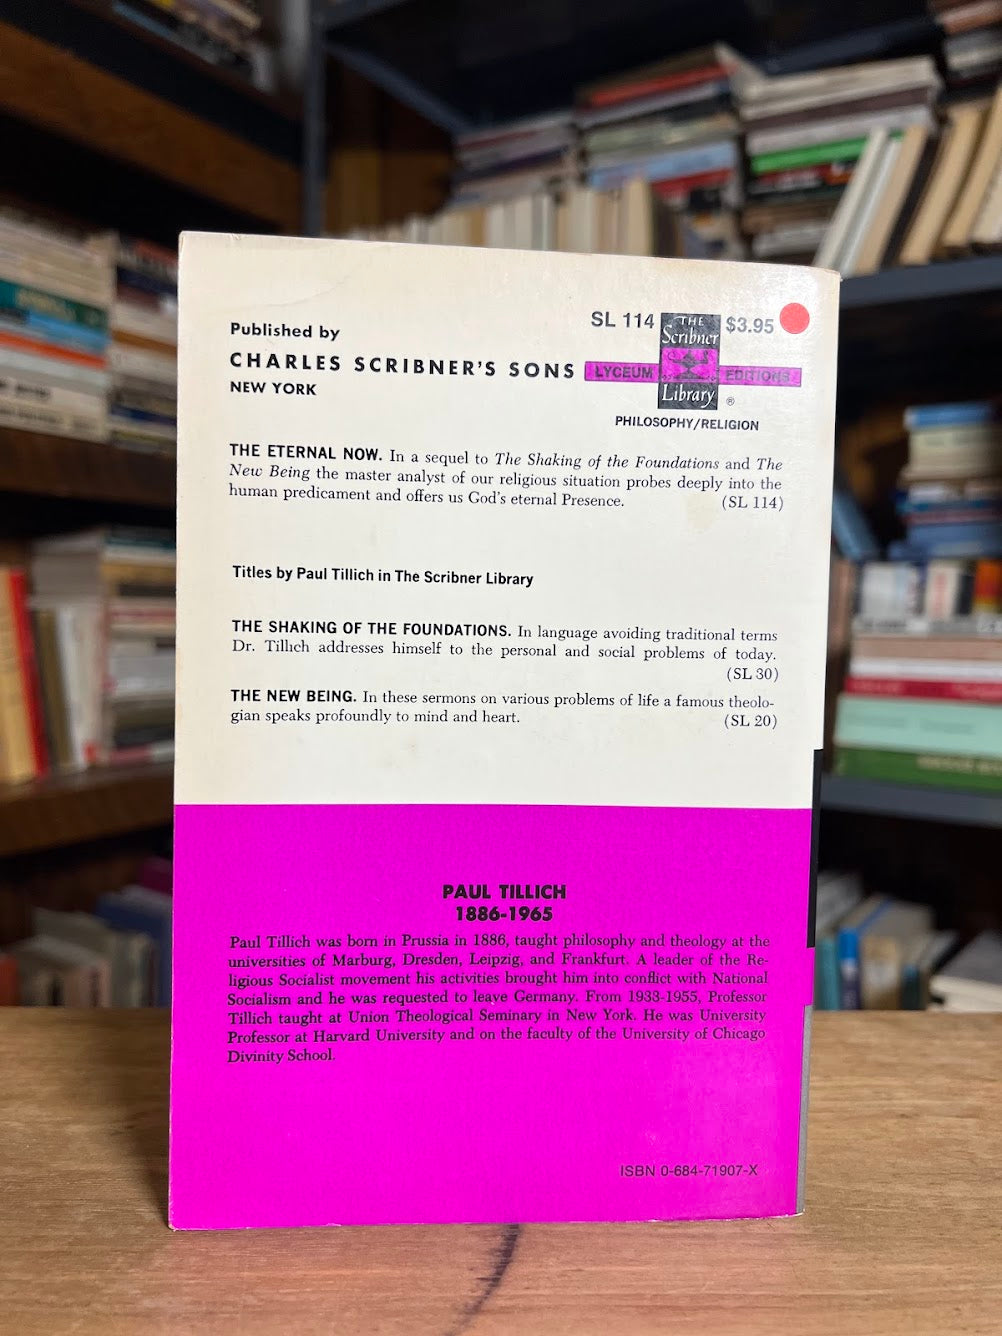 Published by
CHARLES SCRIBNER'S SONS
NEW YORK
SL 114
THE
Scribner
LYCEUM EDITIONS
Library
®
$3.95
PHILOSOPHY/RELIGION
THE ETERNAL NOW. In a sequel to The Shaking of the Foundations and The
New Being the master analyst of our religious situation probes deeply into the
human predicament and offers us God's eternal Presence. (SL 114)
Titles by Paul Tillich in The Scribner Library
THE SHAKING OF THE FOUNDATIONS. In language avoiding traditional terms
Dr. Tillich addresses himself to the personal and social problems of today.
(SL 30)
THE NEW BEING. In these sermons on various problems of life a famous theolo-
gian speaks profoundly to mind and heart. (SL 20)
PAUL TILLICH
1886-1965
Paul Tillich was born in Prussia in 1886, taught philosophy and theology at the
universities of Marburg, Dresden, Leipzig, and Frankfurt. A leader of the Re-
ligious Socialist movement his activities brought him into conflict with National
Socialism and he was requested to leave Germany. From 1933-1955, Professor
Tillich taught at Union Theological Seminary in New York. He was University
Professor at Harvard University and on the faculty of the University of Chicago
Divinity School.
ISBN 0-684-71907-X